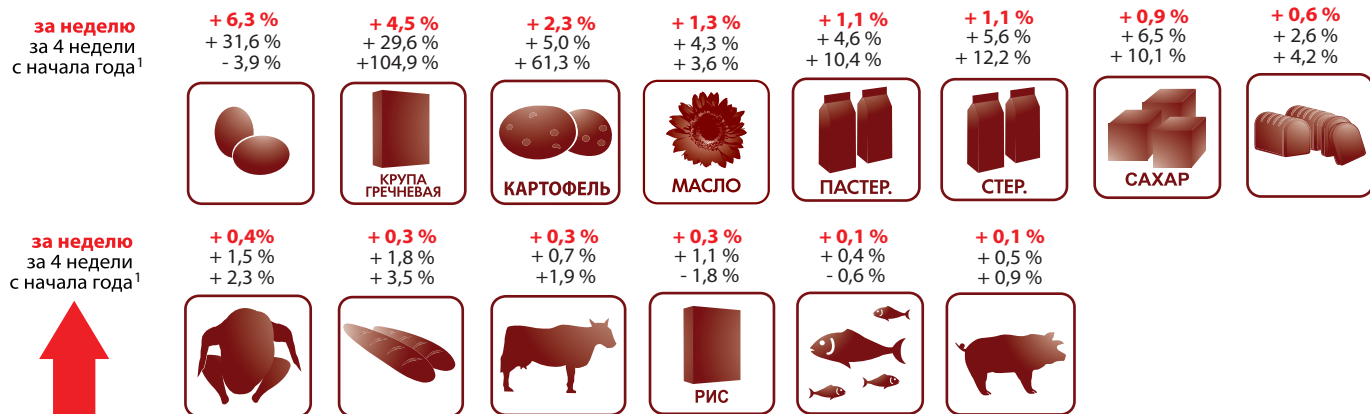 за неделю + 6,3 % + 4,5 % + 2,3 % + 1,3 % + 1,1 % + 1,1 % + 0,9 % + 0,6 %
за 4 недели + 31,6 % + 29,6 % + 5,0 % + 4,3 % + 4,6 % + 5,6 % + 6,5 % + 2,6 %
с начала года¹ - 3,9 % +104,9 % + 61,3 % + 3,6 % + 10,4 % + 12,2 % + 10,1 % + 4,2 %
КРУПА
ГРЕЧНЕВАЯ
КАРТОФЕЛЬ
МАСЛО
ПАСТЕР.
СТЕР.
САХАР
за неделю + 0,4% + 0,3 % + 0,3 % + 0,3 % + 0,1 % + 0,1 %
за 4 недели + 1,5 % + 1,8 % + 0,7 % + 1,1 % + 0,4 % + 0,5 %
с начала года¹ + 2,3 % + 3,5 % +1,9 % - 1,8 % - 0,6 % + 0,9 %
РИС